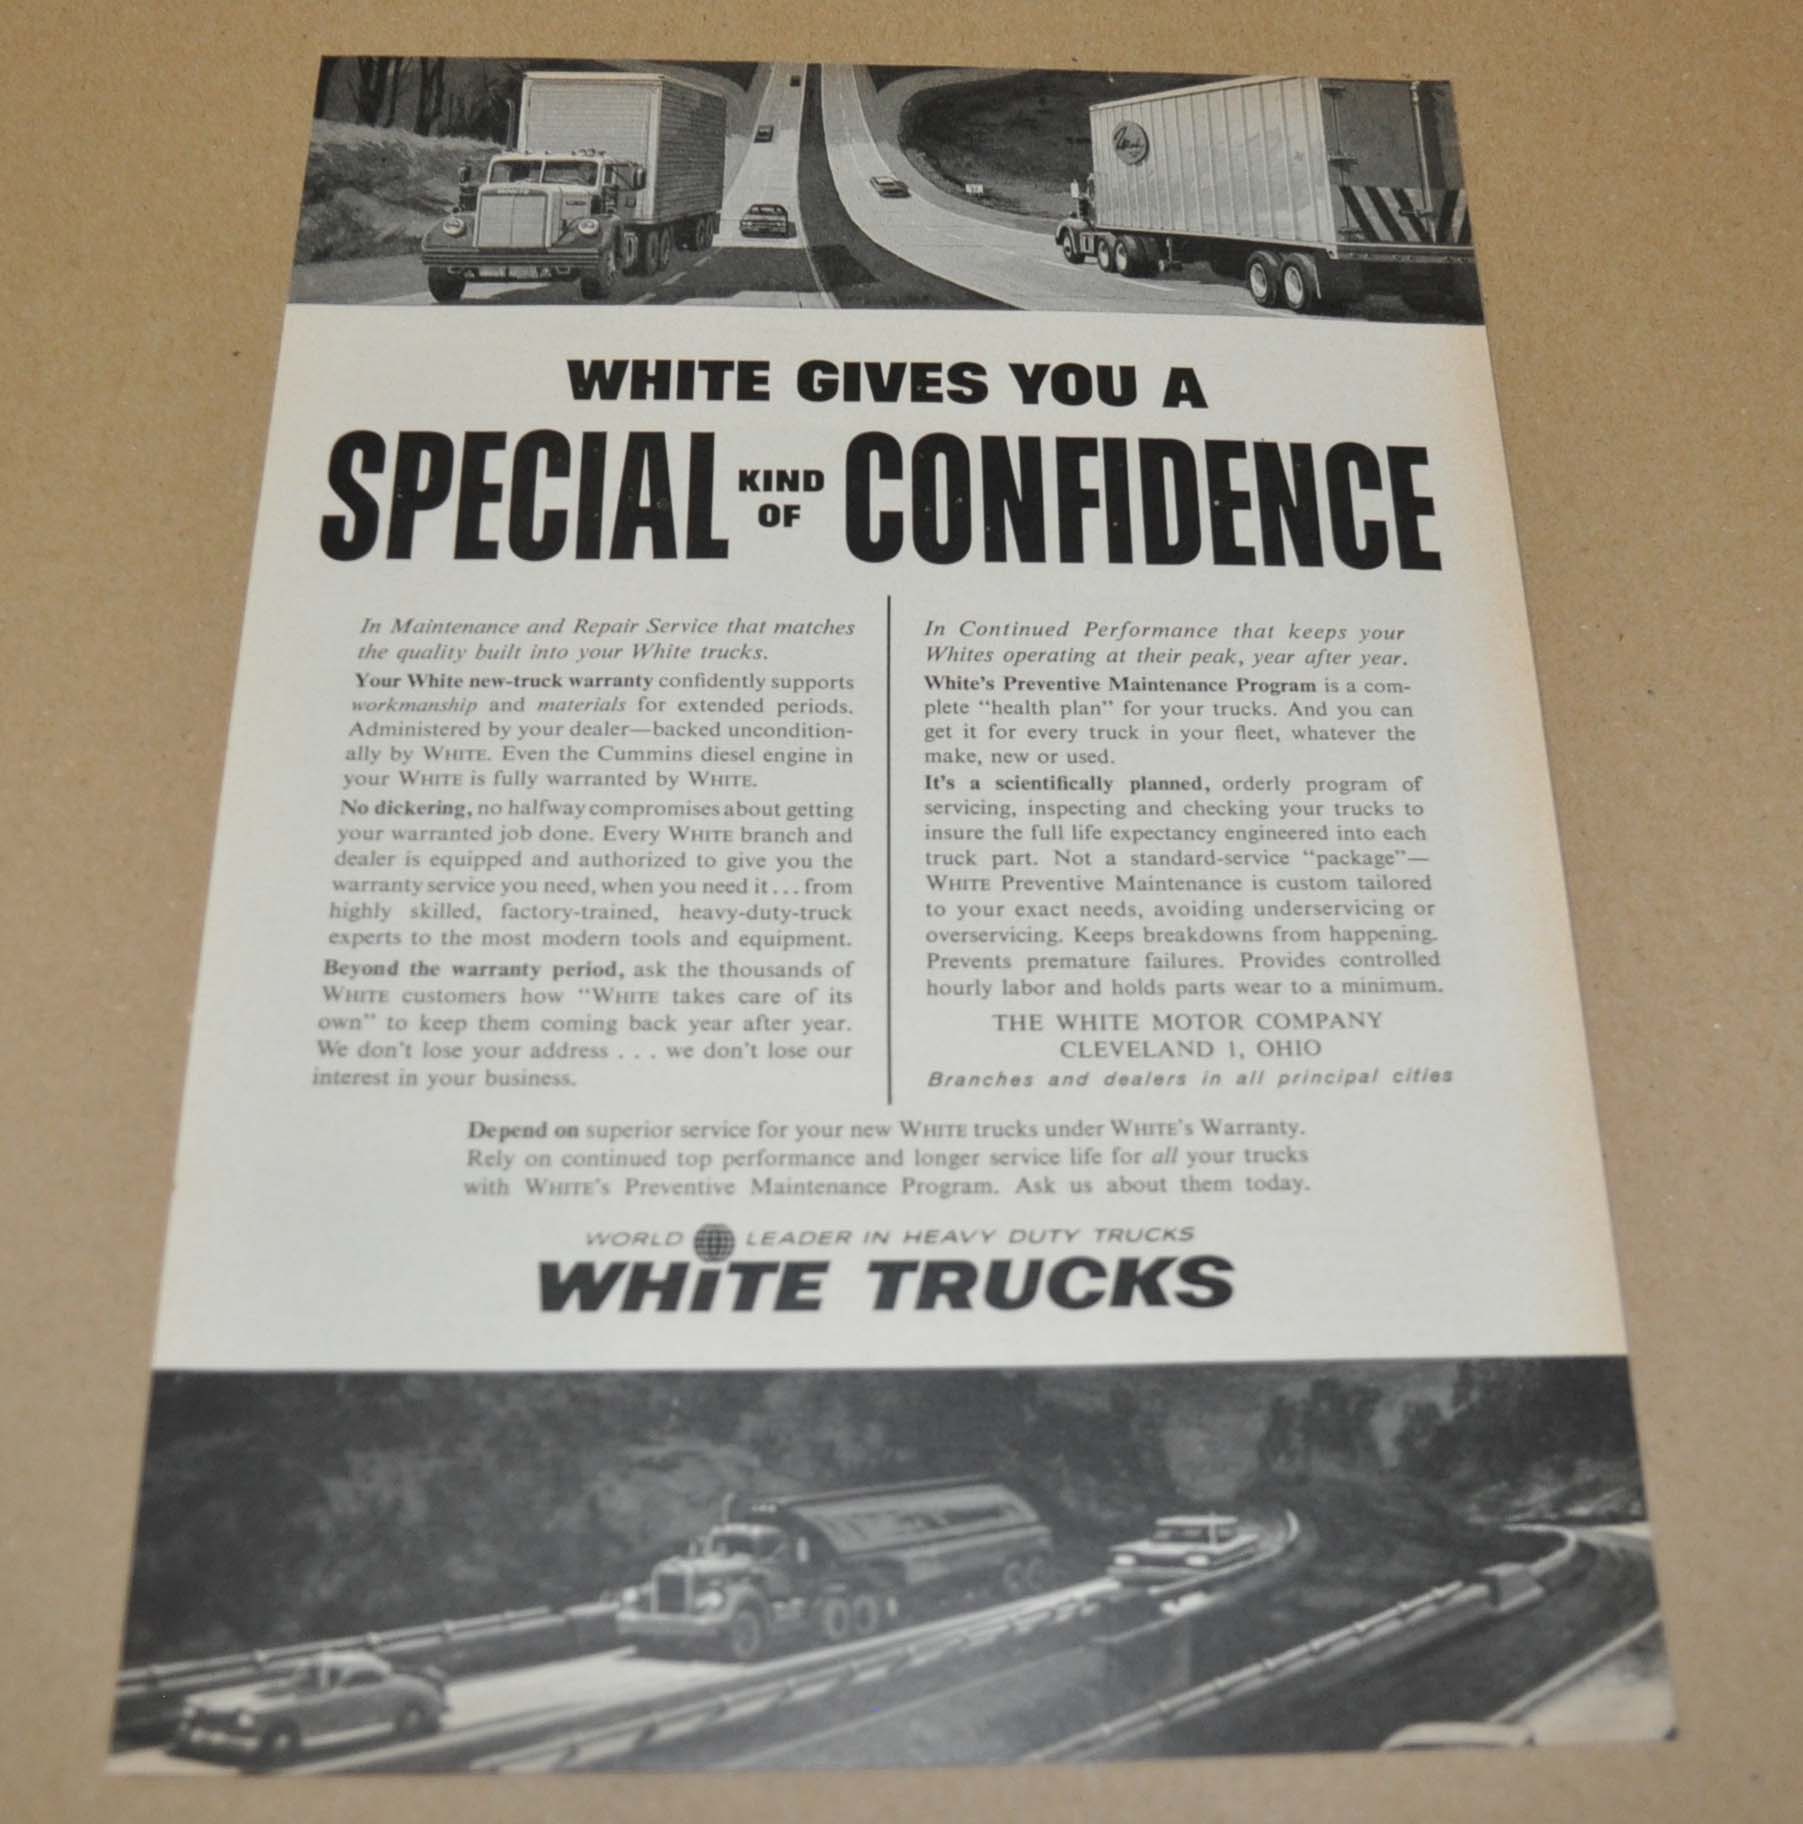 WHITE
WHITE GIVES YOU A
SPECIAL KIND OF CONFIDENCE
In Maintenance and Repair Service that matches
the quality built into your White trucks.
Your White new-truck warranty confidently supports
workmanship and materials for extended periods.
Administered by your dealer—backed uncondition-
ally by WHITE. Even the Cummins diesel engine in
your WHITE is fully warranted by WHITE.
No dickering, no halfway compromises about getting
your warranted job done. Every WHITE branch and
dealer is equipped and authorized to give you the
warranty service you need, when you need it . . . from
highly skilled, factory-trained, heavy-duty-truck
experts to the most modern tools and equipment.
Beyond the warranty period, ask the thousands of
WHITE customers how "WHITE takes care of its
own" to keep them coming back year after year.
We don't lose your address . . . we don't lose our
interest in your business.
In Continued Performance that keeps your
Whites operating at their peak, year after year.
White's Preventive Maintenance Program is a com-
plete "health plan" for your trucks. And you can
get it for every truck in your fleet, whatever the
make, new or used.
It's a scientifically planned, orderly program of
servicing, inspecting and checking your trucks to
insure the full life expectancy engineered into each
truck part. Not a standard-service "package"—
WHITE Preventive Maintenance is custom tailored
to your exact needs, avoiding underservicing or
overservicing. Keeps breakdowns from happening.
Prevents premature failures. Provides controlled
hourly labor and holds parts wear to a minimum.
THE WHITE MOTOR COMPANY
CLEVELAND 1, OHIO
Branches and dealers in all principal cities
Depend on superior service for your new WHITE trucks under WHITE's Warranty.
Rely on continued top performance and longer service life for all your trucks
with WHITE's Preventive Maintenance Program. Ask us about them today.
WORLD LEADER IN HEAVY DUTY TRUCKS
WHITE TRUCKS